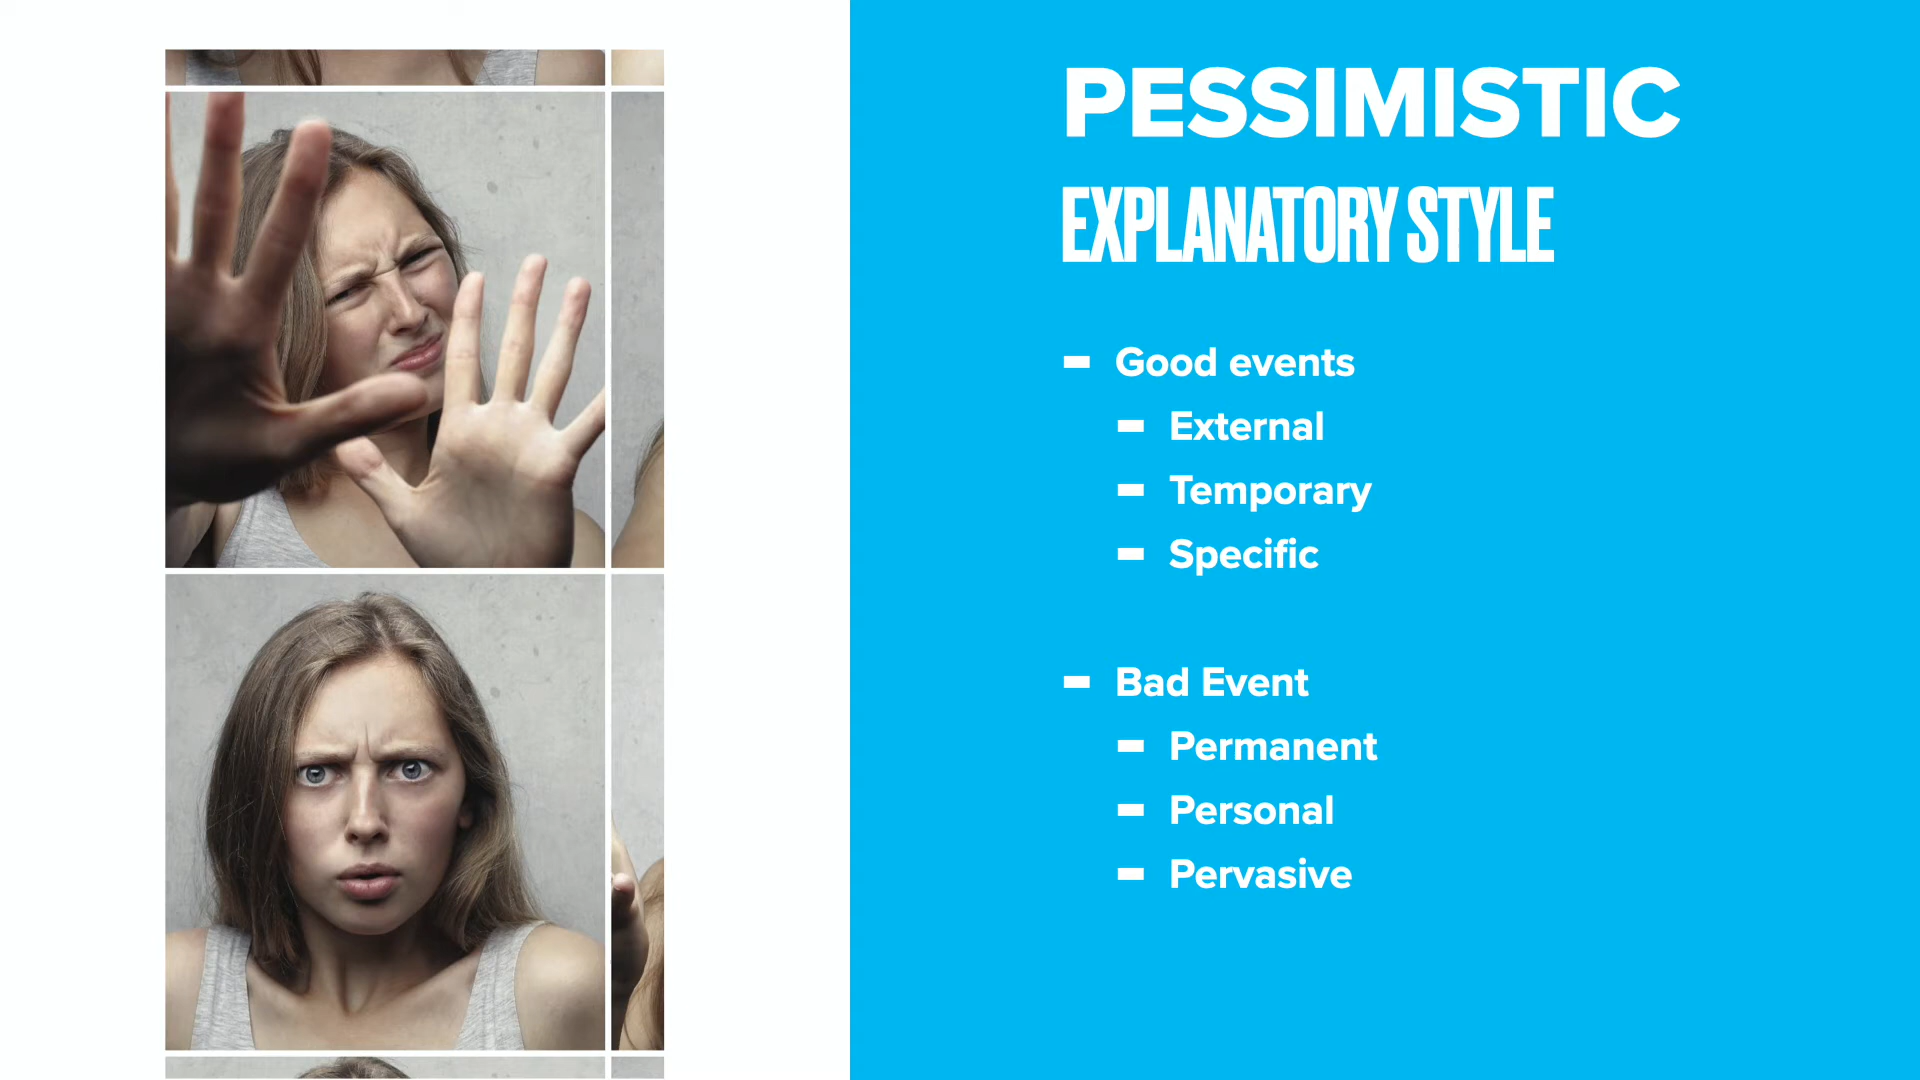 PESSIMISTIC
EXPLANATORY STYLE
- Good events
- External
- Temporary
- Specific
- Bad Event
- Permanent
- Personal
- Pervasive